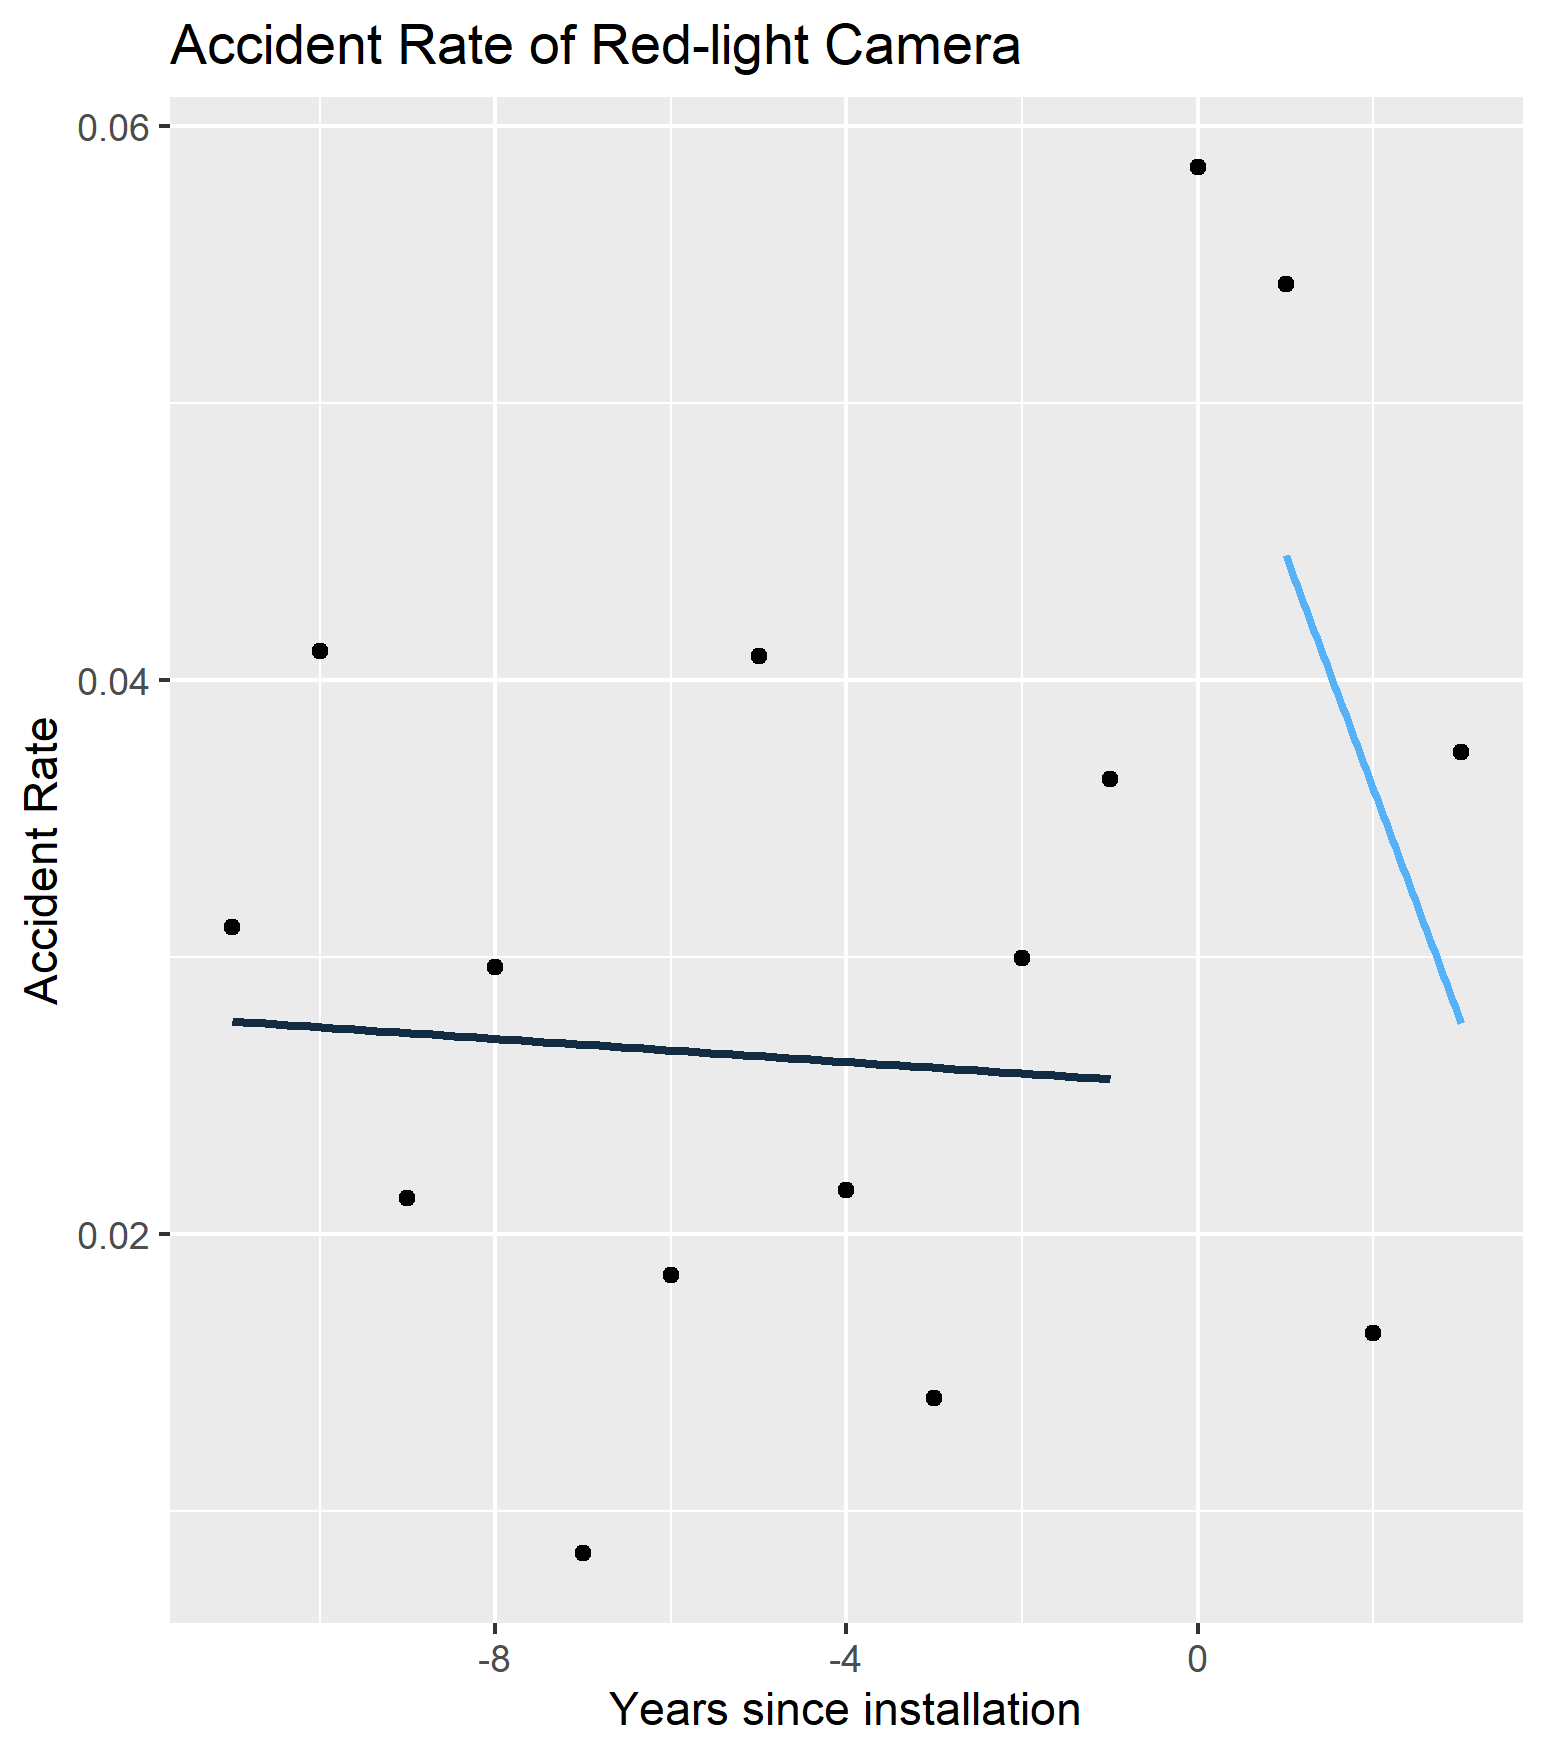 Accident Rate of Red-light Camera
0.06
0.04
0.02
Accident Rate
-8
-4
0
Years since installation